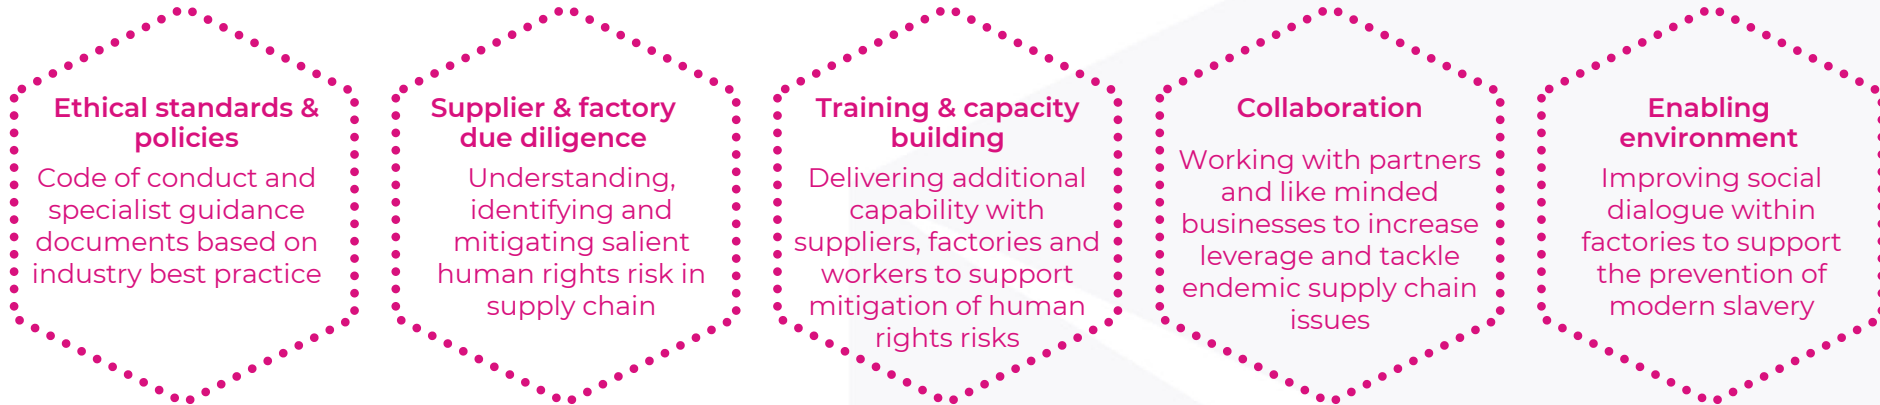 Ethical standards &
policies
Code of conduct and
specialist guidance
documents based on
industry best practice
Supplier & factory
due diligence
Understanding,
identifying and
mitigating salient
human rights risk in
supply chain
Training & capacity
building
Delivering additional
capability with
suppliers, factories and
workers to support
mitigation of human
rights risks
Collaboration
Working with partners
and like minded
businesses to increase
leverage and tackle
endemic supply chain
issues
Enabling
environment
Improving social
dialogue within
factories to support
the prevention of
modern slavery